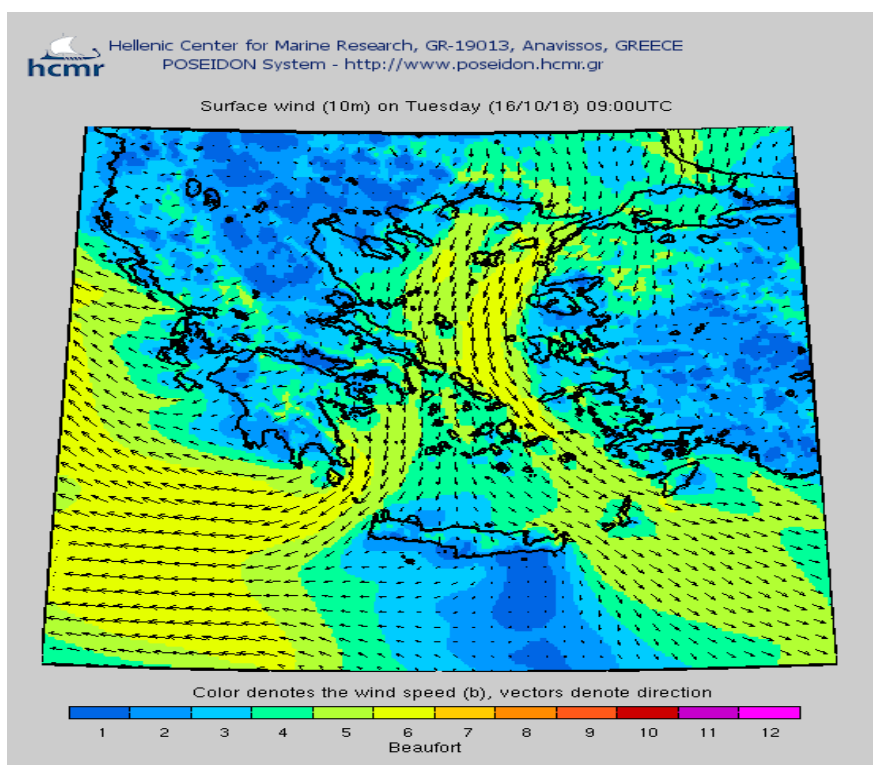 Hellenic Center for Marine Research, GR-19013, Anavissos, GREECE
hcmr
POSEIDON System - http://www.poseidon.hcmr.gr
Surface wind (10m) on Tuesday (16/10/18) 09:00UTC
Color denotes the wind speed (b), vectors denote direction
1 2 3 4 5 6 7 8 9 10 11 12
Beaufort